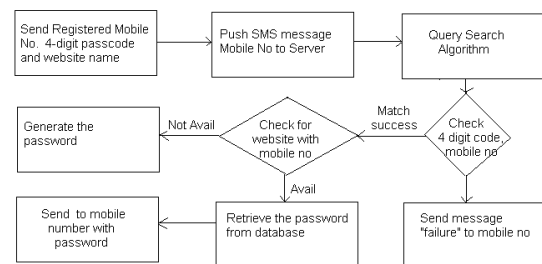 Send Registered Mobile
No. 4-digit passcode
and website name
Push SMS message
Mobile No to Server
Query Search
Algorithm
Check
4 digit code,
mobile no
Match
success
Check for
website with
mobile no
Not Avail
Generate the
password
Avail
Retrieve the password
from database
Send to mobile
number with
password
Send message
"failure" to mobile no